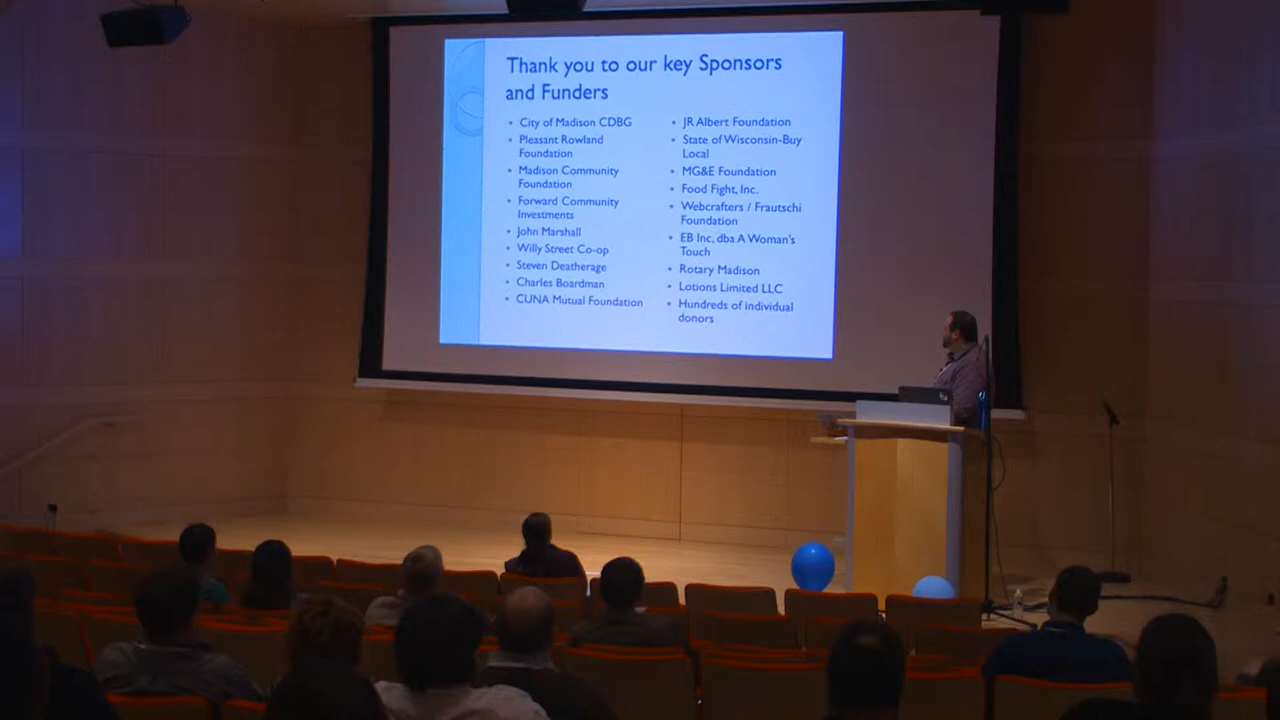 Thank you to our key Sponsors
and Funders
• City of Madison CDBG
• Pleasant Rowland
Foundation
• Madison Community
Foundation
• Forward Community
Investments
• John Marshall
• Willy Street Co-op
• Steven Deatherage
• Charles Boardman
• CUNA Mutual Foundation
• JR Albert Foundation
• State of Wisconsin-Buy
Local
• MG&E Foundation
• Food Fight, Inc.
• Webcrafters / Frautschi
Foundation
• EB Inc, dba A Woman's
Touch
• Rotary Madison
• Lotions Limited LLC
• Hundreds of individual
donors